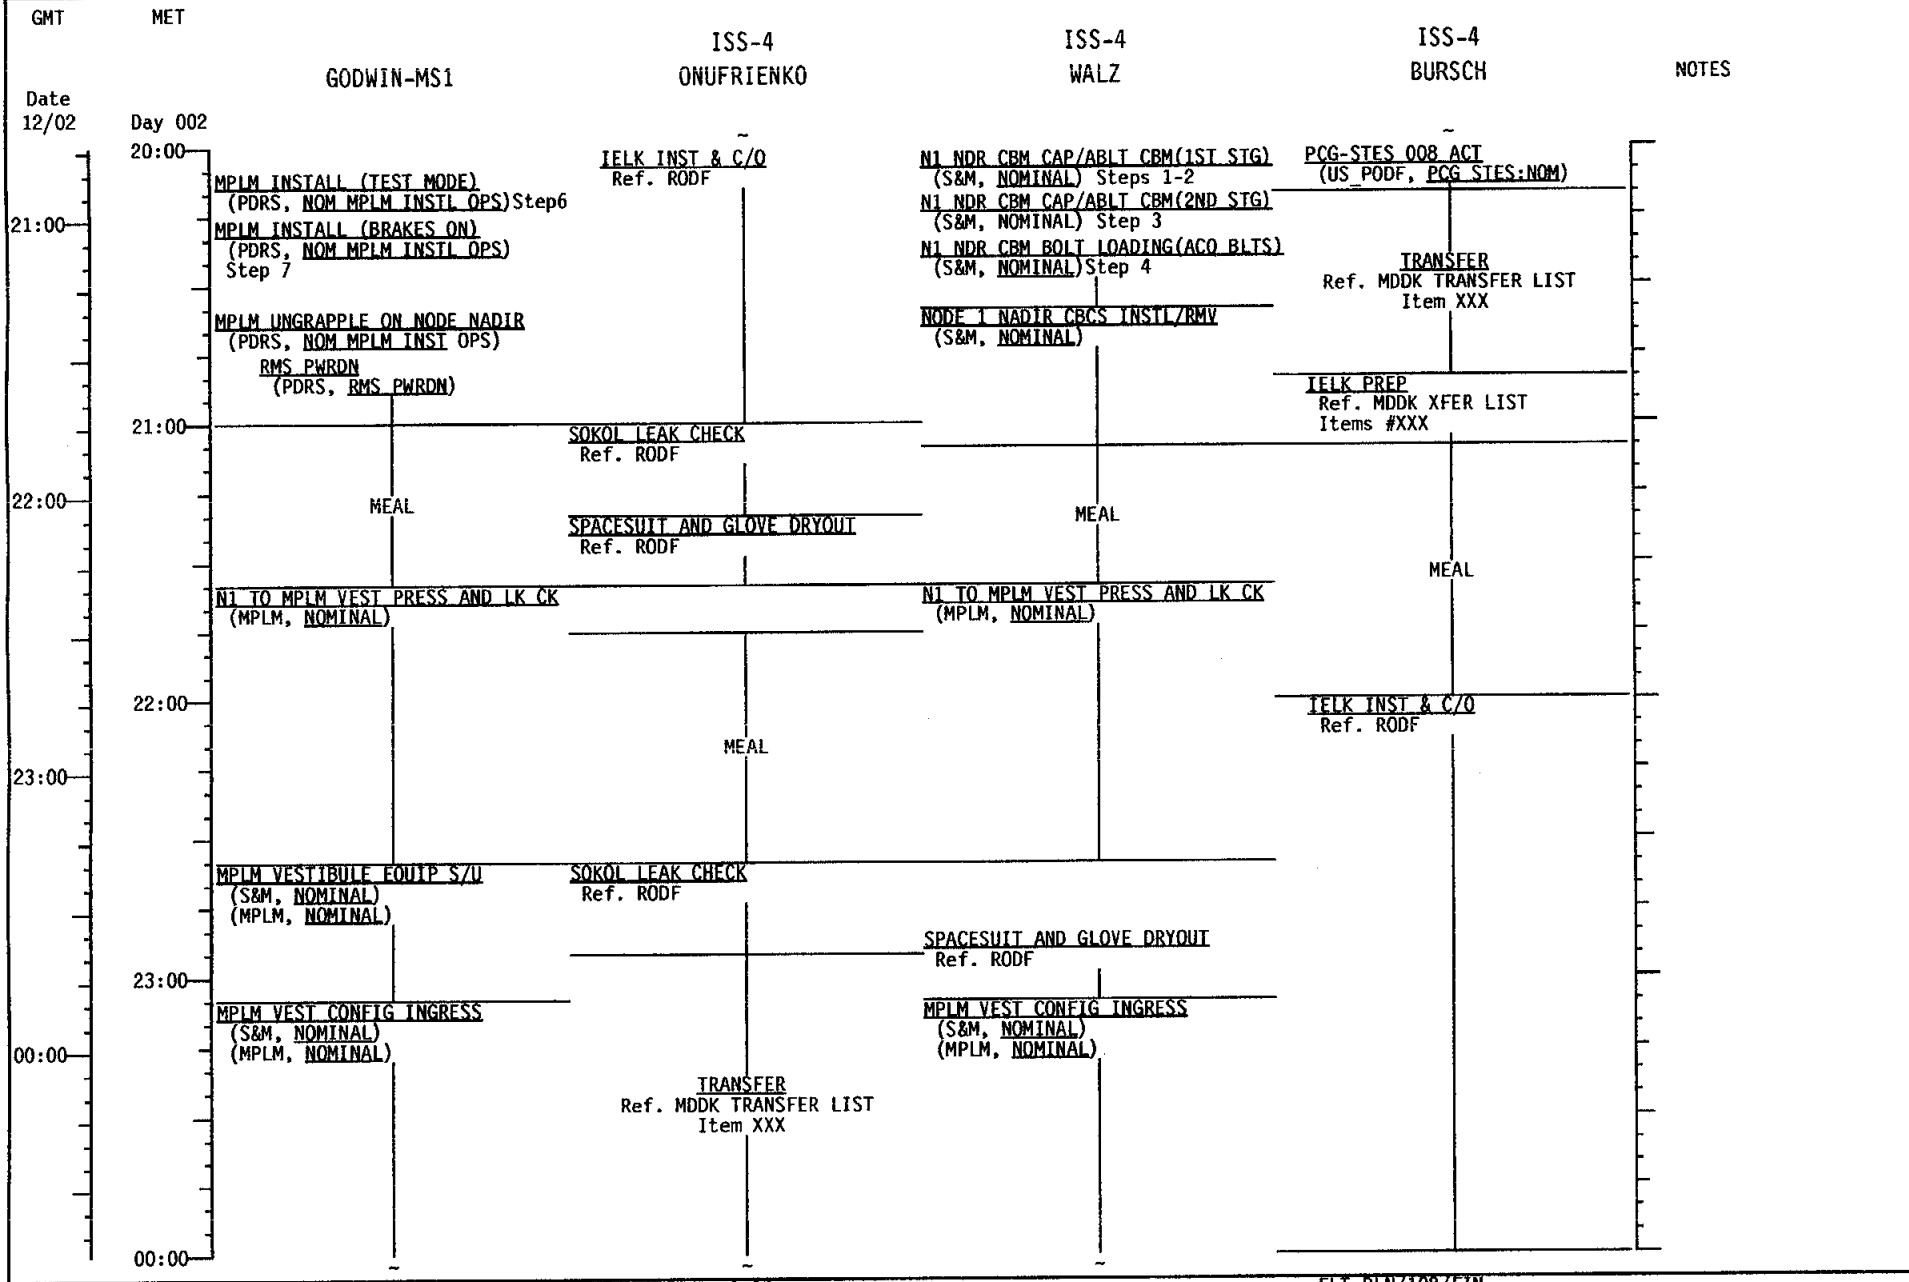 GMT MET
ISS-4 ISS-4 ISS-4
GODWIN-MS1 ONUFRIENKO WALZ BURSCH NOTES
Date
12/02 Day 002
20:00
21:00
21:00
22:00
22:00
23:00
23:00
00:00
00:00
MPLM INSTALL (TEST MODE)
(PDRS, NOM MPLM INSTL OPS)Step6
MPLM INSTALL (BRAKES ON)
(PDRS, NOM MPLM INSTL OPS)
Step 7
MPLM UNGRAPPLE ON NODE NADIR
(PDRS, NOM MPLM INST OPS)
RMS PWRDN
(PDRS, RMS PWRDN)
MEAL
N1 TO MPLM VEST PRESS AND LK CK
(MPLM, NOMINAL)
MPLM VESTIBULE EQUIP S/U
(S&M, NOMINAL)
(MPLM, NOMINAL)
MPLM VEST CONFIG INGRESS
(S&M, NOMINAL)
(MPLM, NOMINAL)
~
~
IELK INST & C/O
Ref. RODF
SOKOL LEAK CHECK
Ref. RODF
SPACESUIT AND GLOVE DRYOUT
Ref. RODF
MEAL
SOKOL LEAK CHECK
Ref. RODF
TRANSFER
Ref. MDDK TRANSFER LIST
Item XXX
~
N1 NDR CBM CAP/ABLT CBM(1ST STG)
(S&M, NOMINAL) Steps 1-2
N1 NDR CBM CAP/ABLT CBM(2ND STG)
(S&M, NOMINAL) Step 3
N1 NDR CBM BOLT LOADING(ACQ BLTS)
(S&M, NOMINAL)Step 4
NODE 1 NADIR CBCS INSTL/RMV
(S&M, NOMINAL)
MEAL
N1 TO MPLM VEST PRESS AND LK CK
(MPLM, NOMINAL)
SPACESUIT AND GLOVE DRYOUT
Ref. RODF
MPLM VEST CONFIG INGRESS
(S&M, NOMINAL)
(MPLM, NOMINAL)
~
~
PCG-STES 008 ACT
(US PODF, PCG STES:NOM)
TRANSFER
Ref. MDDK TRANSFER LIST
Item XXX
IELK PREP
Ref. MDDK XFER LIST
Items #XXX
MEAL
IELK INST & C/O
Ref. RODF